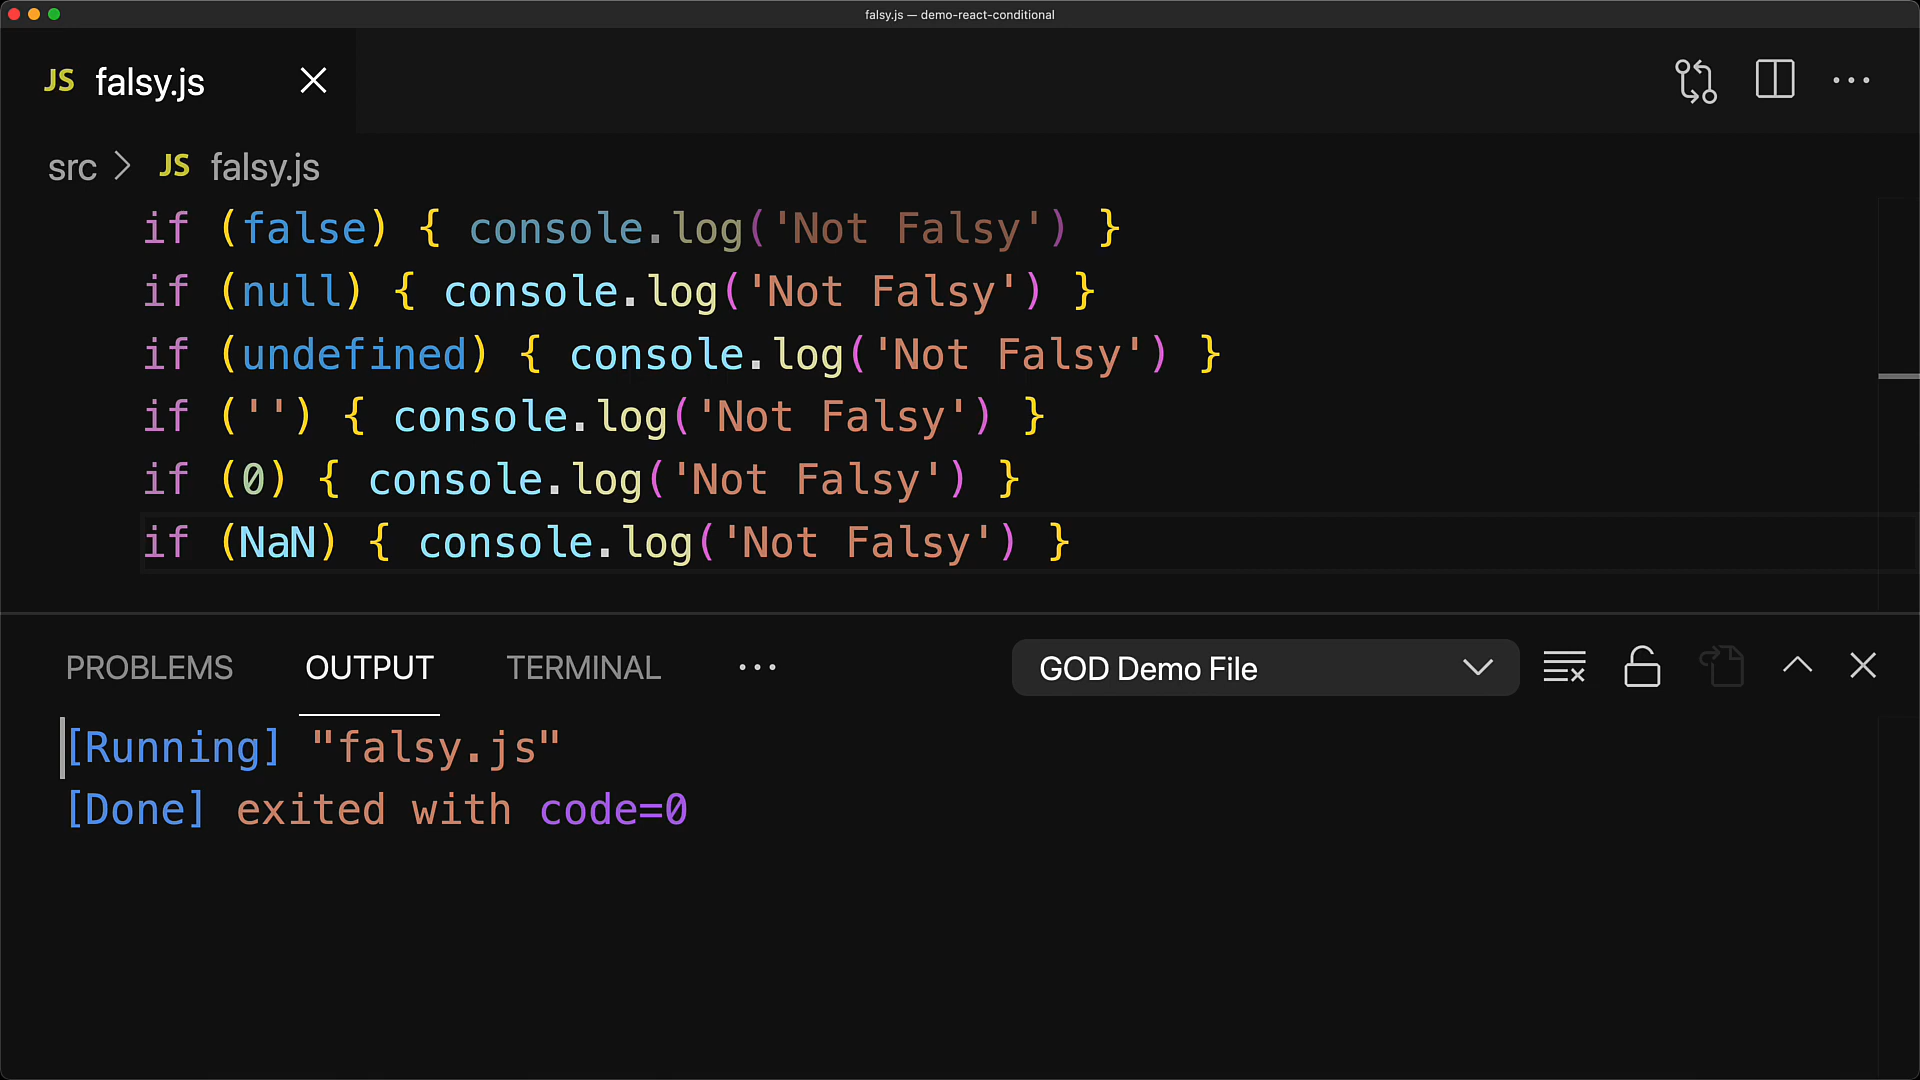 falsy.js — demo-react-conditional
JS falsy.js
src > JS falsy.js
if (false) { console.log('Not Falsy') }
if (null) { console.log('Not Falsy') }
if (undefined) { console.log('Not Falsy') }
if ('') { console.log('Not Falsy') }
if (0) { console.log('Not Falsy') }
if (NaN) { console.log('Not Falsy') }
PROBLEMS OUTPUT TERMINAL ··· GOD Demo File
[Running] "falsy.js"
[Done] exited with code=0